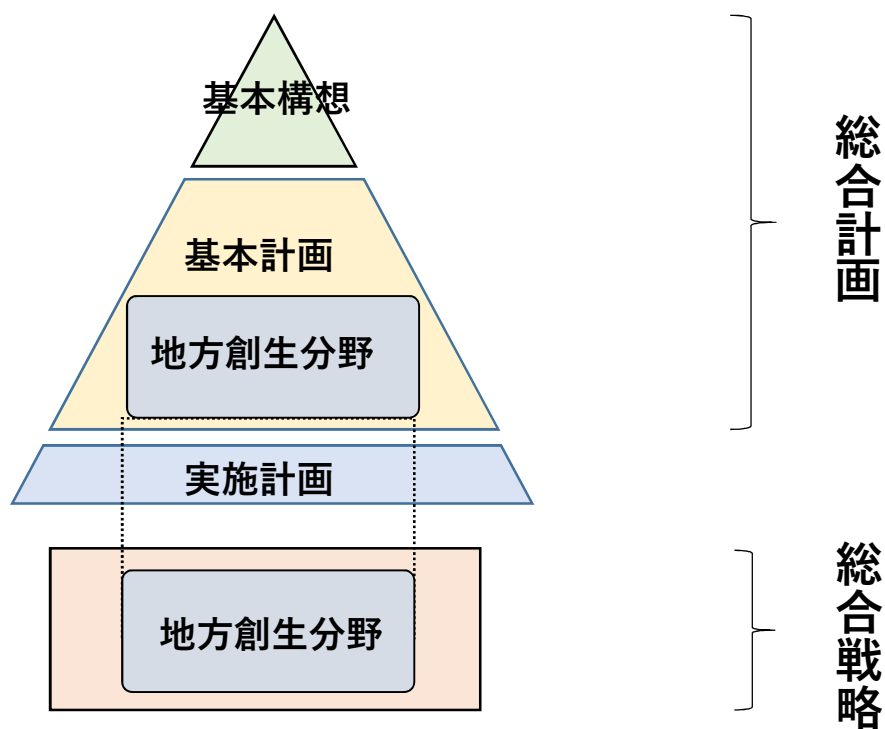 基本構想
基本計画
地方創生分野
実施計画
総合計画
地方創生分野
総合戦略